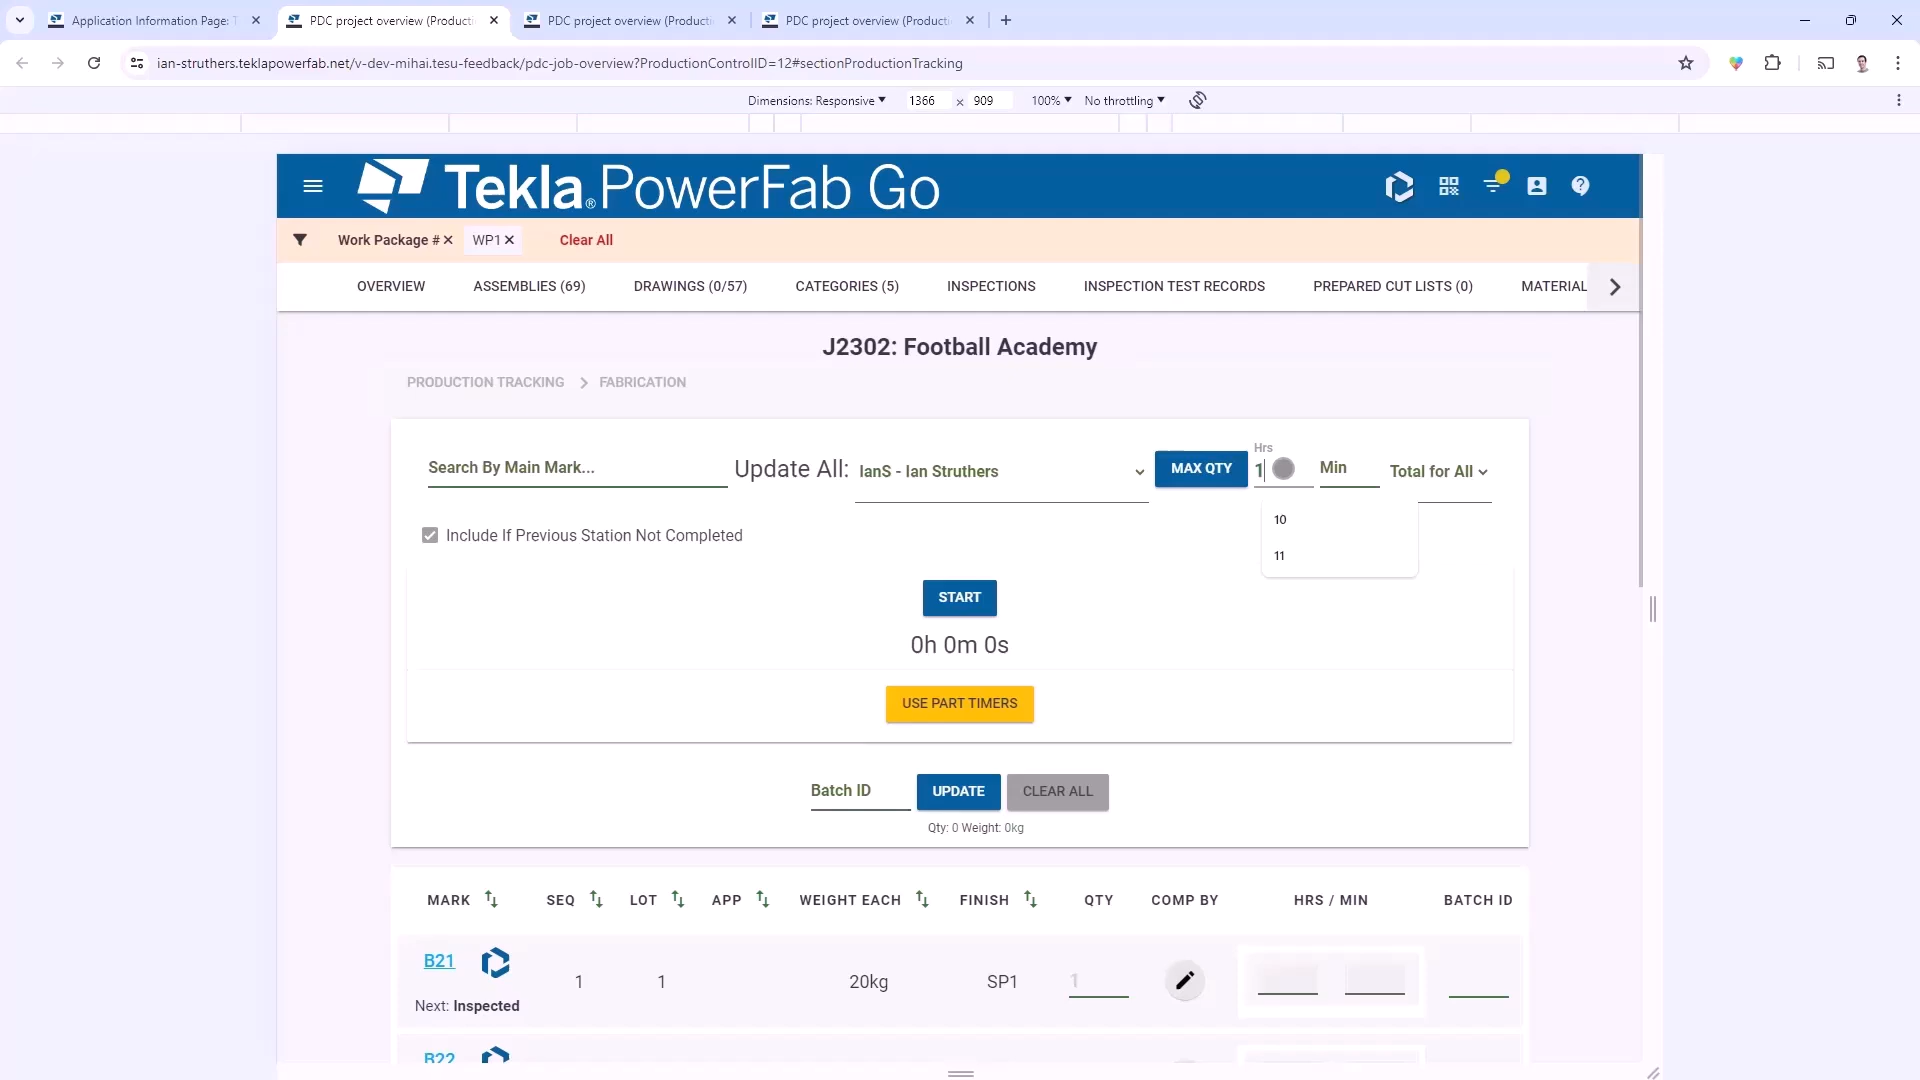 Application Information Page: T
PDC project overview (Producti
PDC project overview (Producti
PDC project overview (Producti
ian-struthers.teklapowerfab.net/v-dev-mihai.tesu-feedback/pdc-job-overview?ProductionControlID=12#sectionProductionTracking
Dimensions: Responsive 1366 × 909 100% No throttling
Tekla® PowerFab Go
Work Package # WP1 Clear All
OVERVIEW ASSEMBLIES (69) DRAWINGS (0/57) CATEGORIES (5) INSPECTIONS INSPECTION TEST RECORDS PREPARED CUT LISTS (0) MATERIAL
J2302: Football Academy
PRODUCTION TRACKING FABRICATION
Search By Main Mark... Update All: IanS - Ian Struthers MAX QTY Hrs 1 Min Total for All
10
11
Include If Previous Station Not Completed
START
0h 0m 0s
USE PART TIMERS
Batch ID UPDATE CLEAR ALL
Qty: 0 Weight: 0kg
MARK SEQ LOT APP WEIGHT EACH FINISH QTY COMP BY HRS / MIN BATCH ID
B21 1 1 20kg SP1 1
Next: Inspected
B22